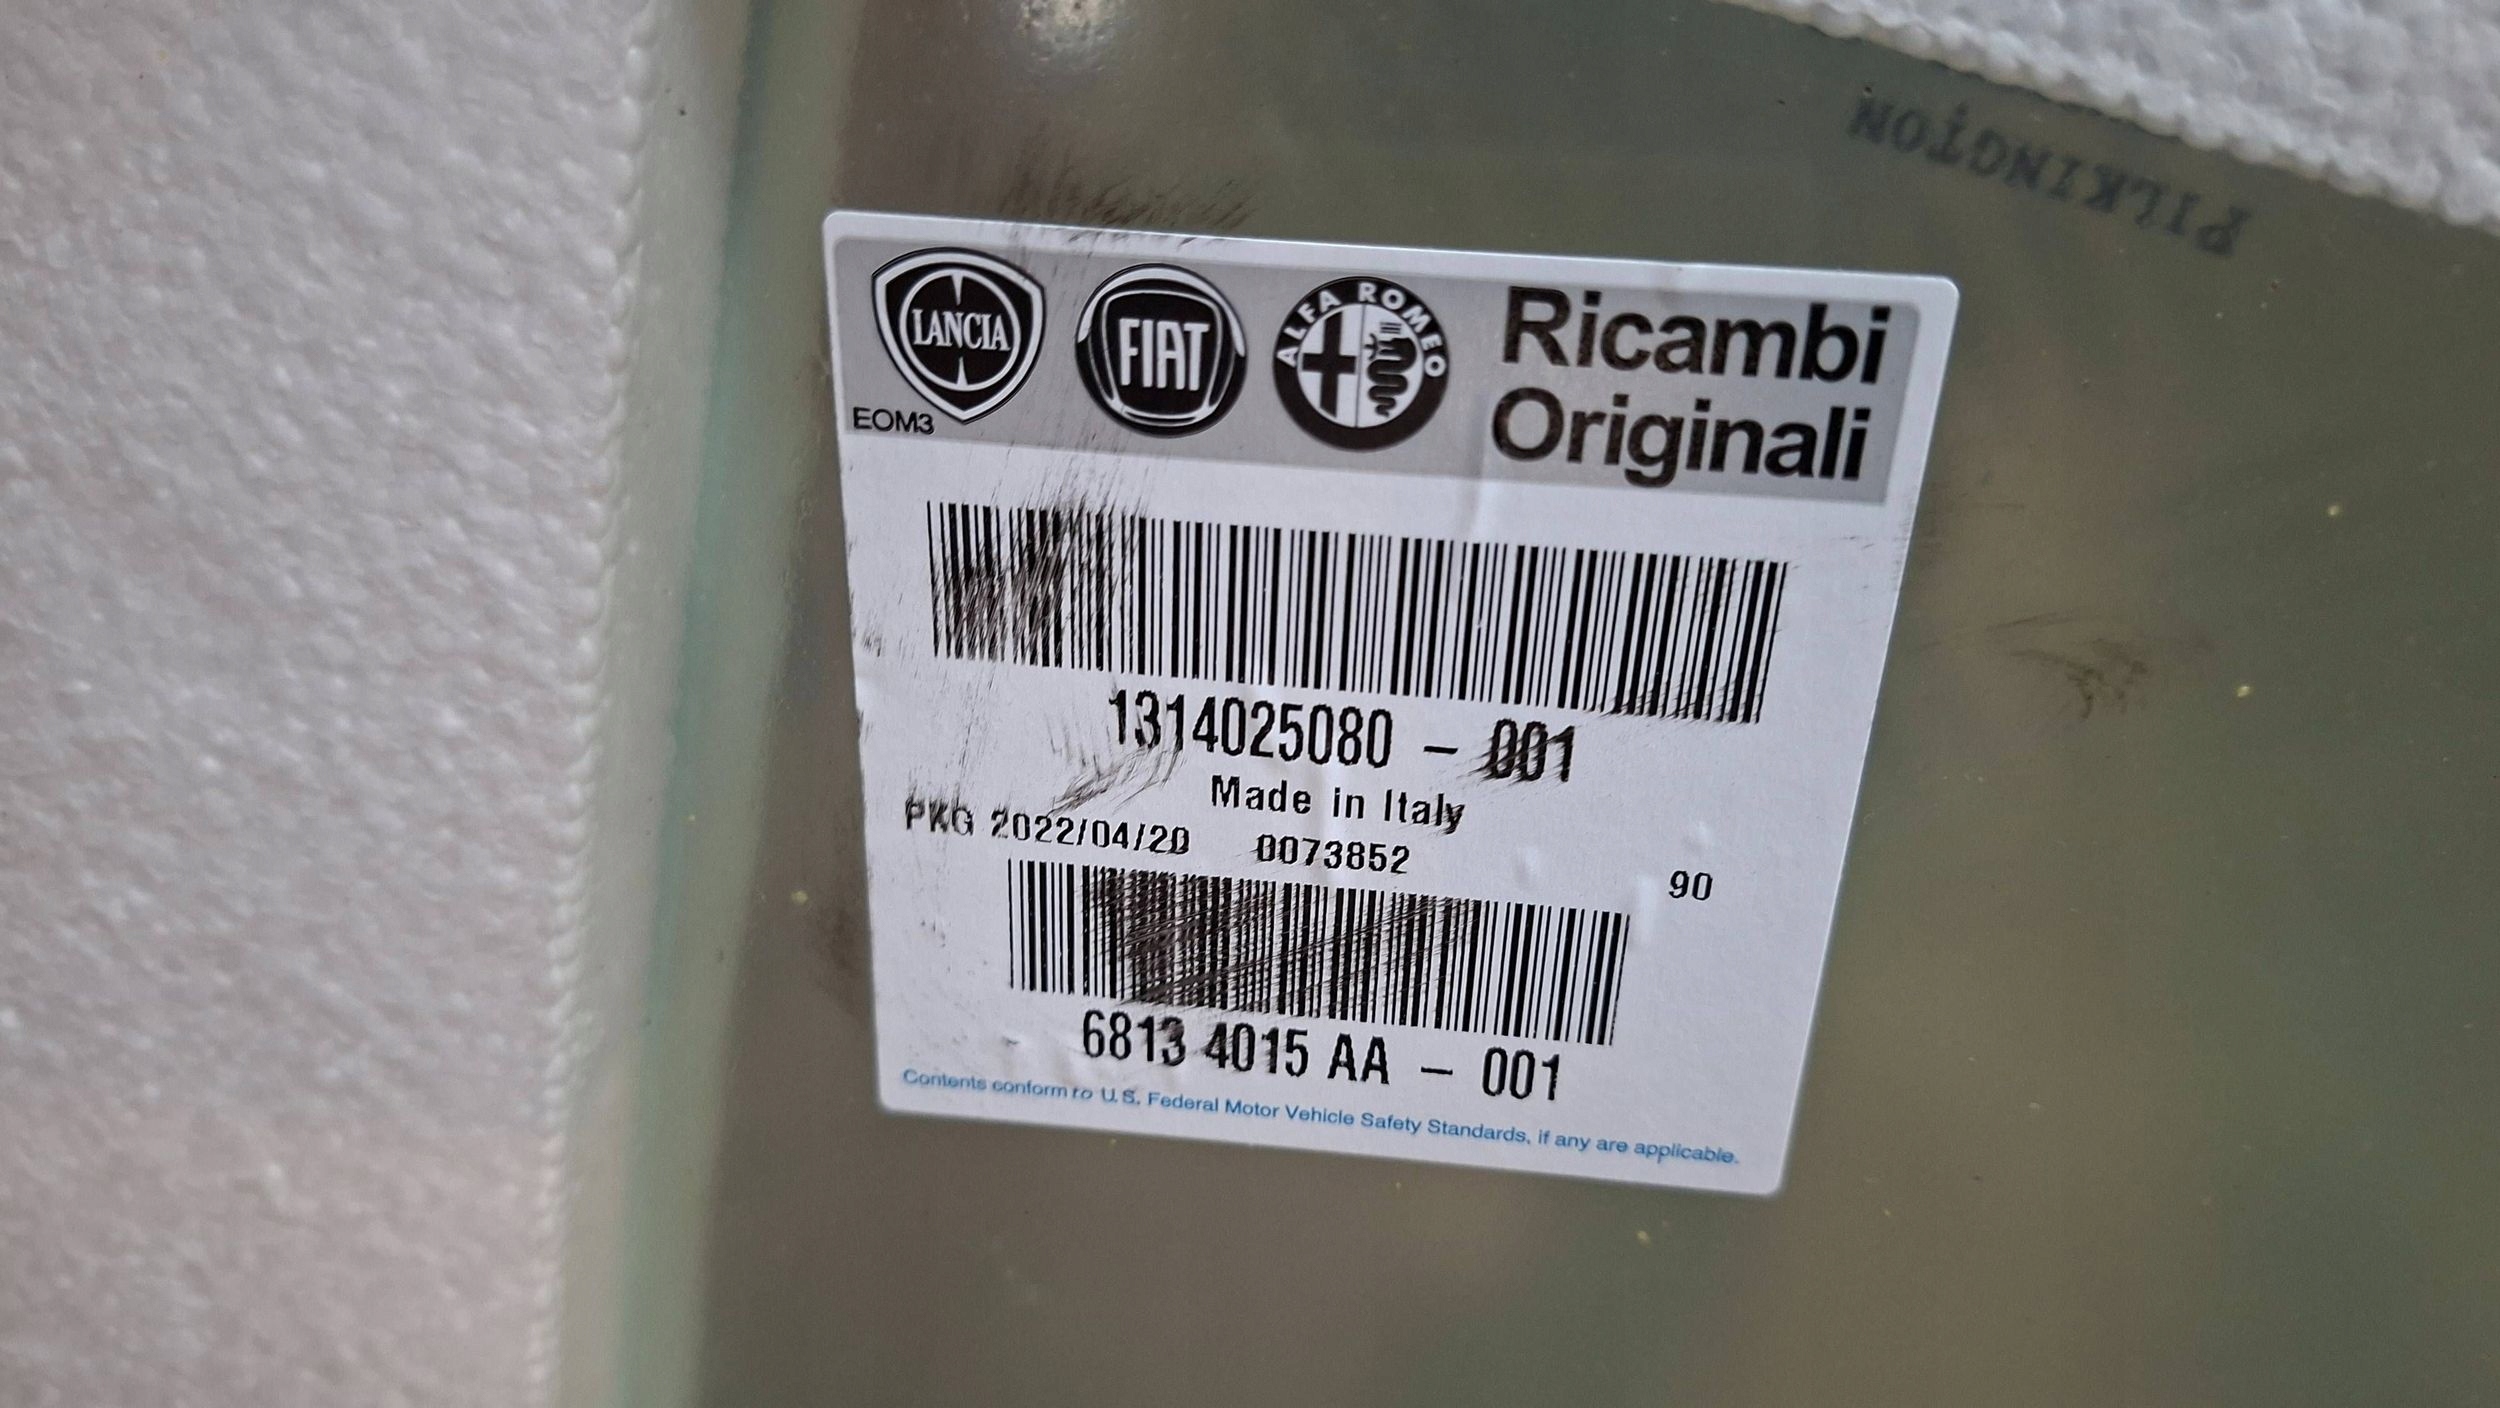 PILKINGTON
LANCIA
FIAT
ALFA ROMEO
Ricambi
Originali
EOM3
1314025080 - 001
Made in Italy
PKG 2022/04/20 0073852
90
6813 4015 AA - 001
Contents conform to U.S. Federal Motor Vehicle Safety Standards, if any are applicable.